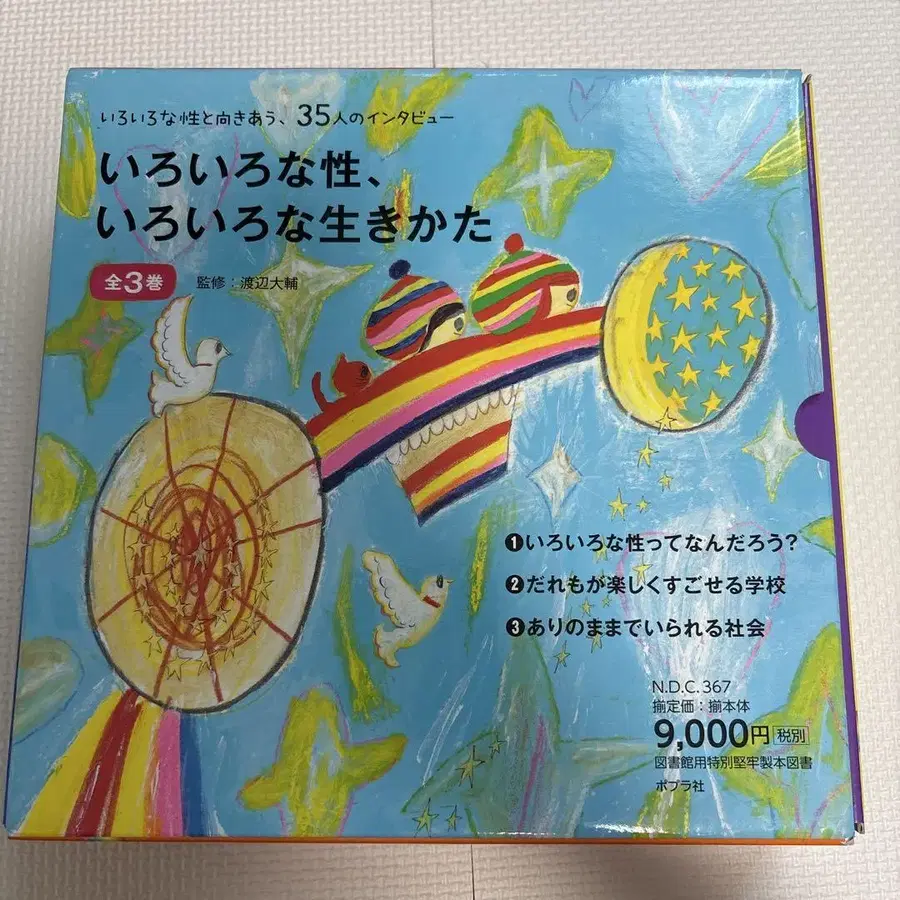 いろいろな性と向きあう、35人のインタビュー
いろいろな性、
いろいろな生きかた
全3巻
監修:渡辺大輔
❶いろいろな性ってなんだろう?
❷だれもが楽しくすごせる学校
❸ありのままでいられる社会
N.D.C.367
揃定価:揃本体
9,000円 税別
図書館用特別堅牢製本図書
ポプラ社